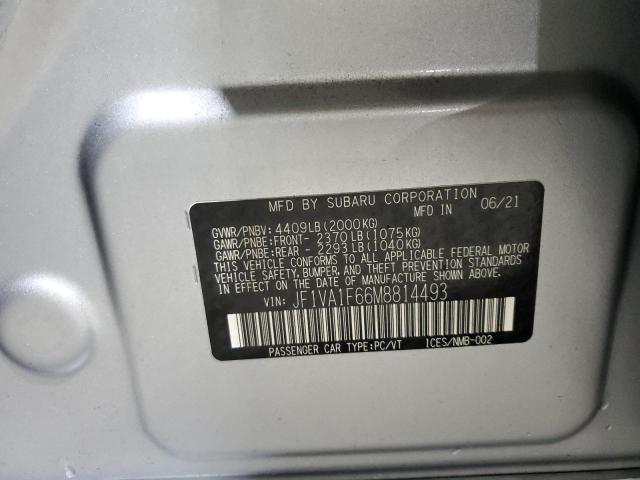 MFD BY SUBARU CORPORATION
MFD IN 06/21
GVWR/PNBV: 4409LB(2000KG)
GAWR/PNBE:FRONT- 2370LB(1075KG)
GAWR/PNBE:REAR - 2293LB(1040KG)
THIS VEHICLE CONFORMS TO ALL APPLICABLE FEDERAL MOTOR
VEHICLE SAFETY, BUMPER, AND THEFT PREVENTION STANDARDS
IN EFFECT ON THE DATE OF MANUFACTURE SHOWN ABOVE.
VIN: JF1VA1F66M8814493
PASSENGER CAR TYPE:PC/VT ICES/NMB-002